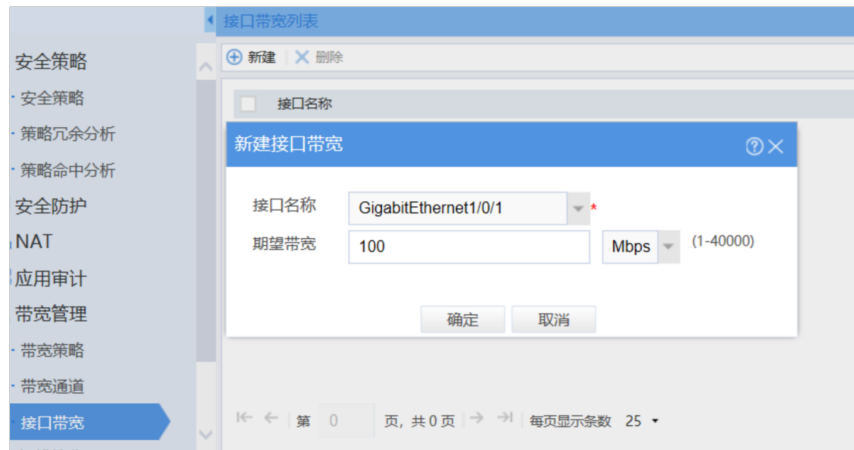 接口带宽列表
新建 删除
接口名称
安全策略
安全策略
策略冗余分析
策略命中分析
安全防护
NAT
应用审计
带宽管理
带宽策略
带宽通道
接口带宽
新建接口带宽
接口名称 GigabitEthernet1/0/1 *
期望带宽 100 Mbps (1-40000)
确定 取消
第 0 页, 共 0 页 每页显示条数 25